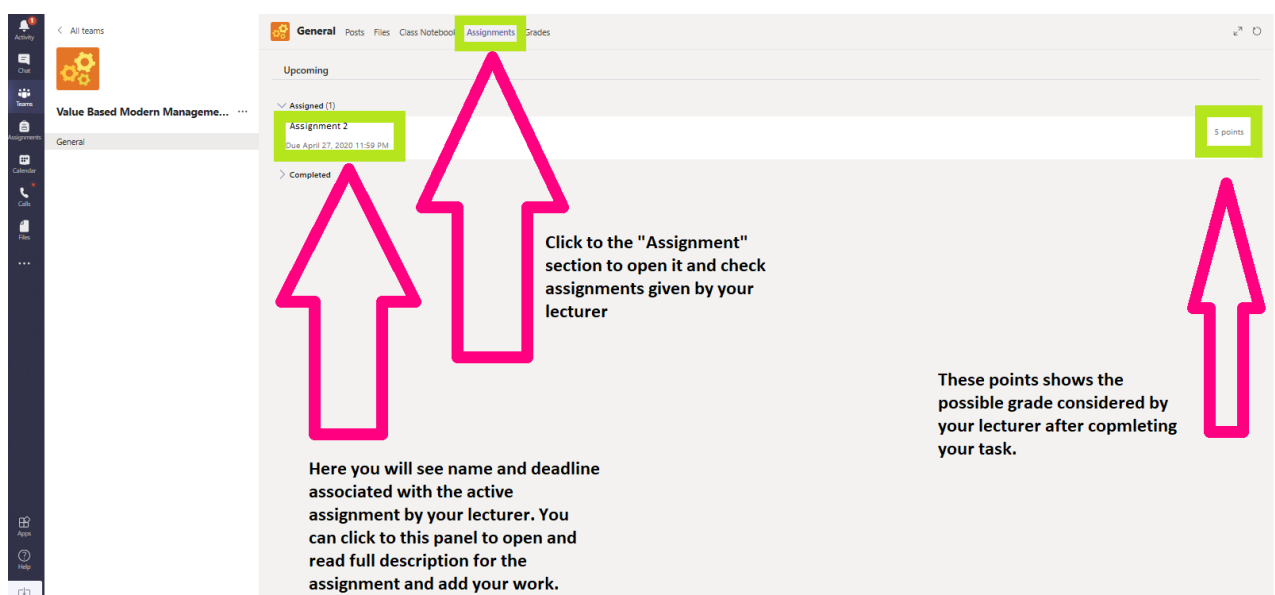 1
Activity
Chat
Teams
Assignments
Calendar
Calls
Files
Apps
Help
All teams
Value Based Modern Manageme...
General
General Posts Files Class Notebook Assignments Grades
Upcoming
Assigned (1)
Assignment 2
Due April 27, 2020 11:59 PM
5 points
Completed
Click to the "Assignment"
section to open it and check
assignments given by your
lecturer
These points shows the
possible grade considered by
your lecturer after copmleting
your task.
Here you will see name and deadline
associated with the active
assignment by your lecturer. You
can click to this panel to open and
read full description for the
assignment and add your work.